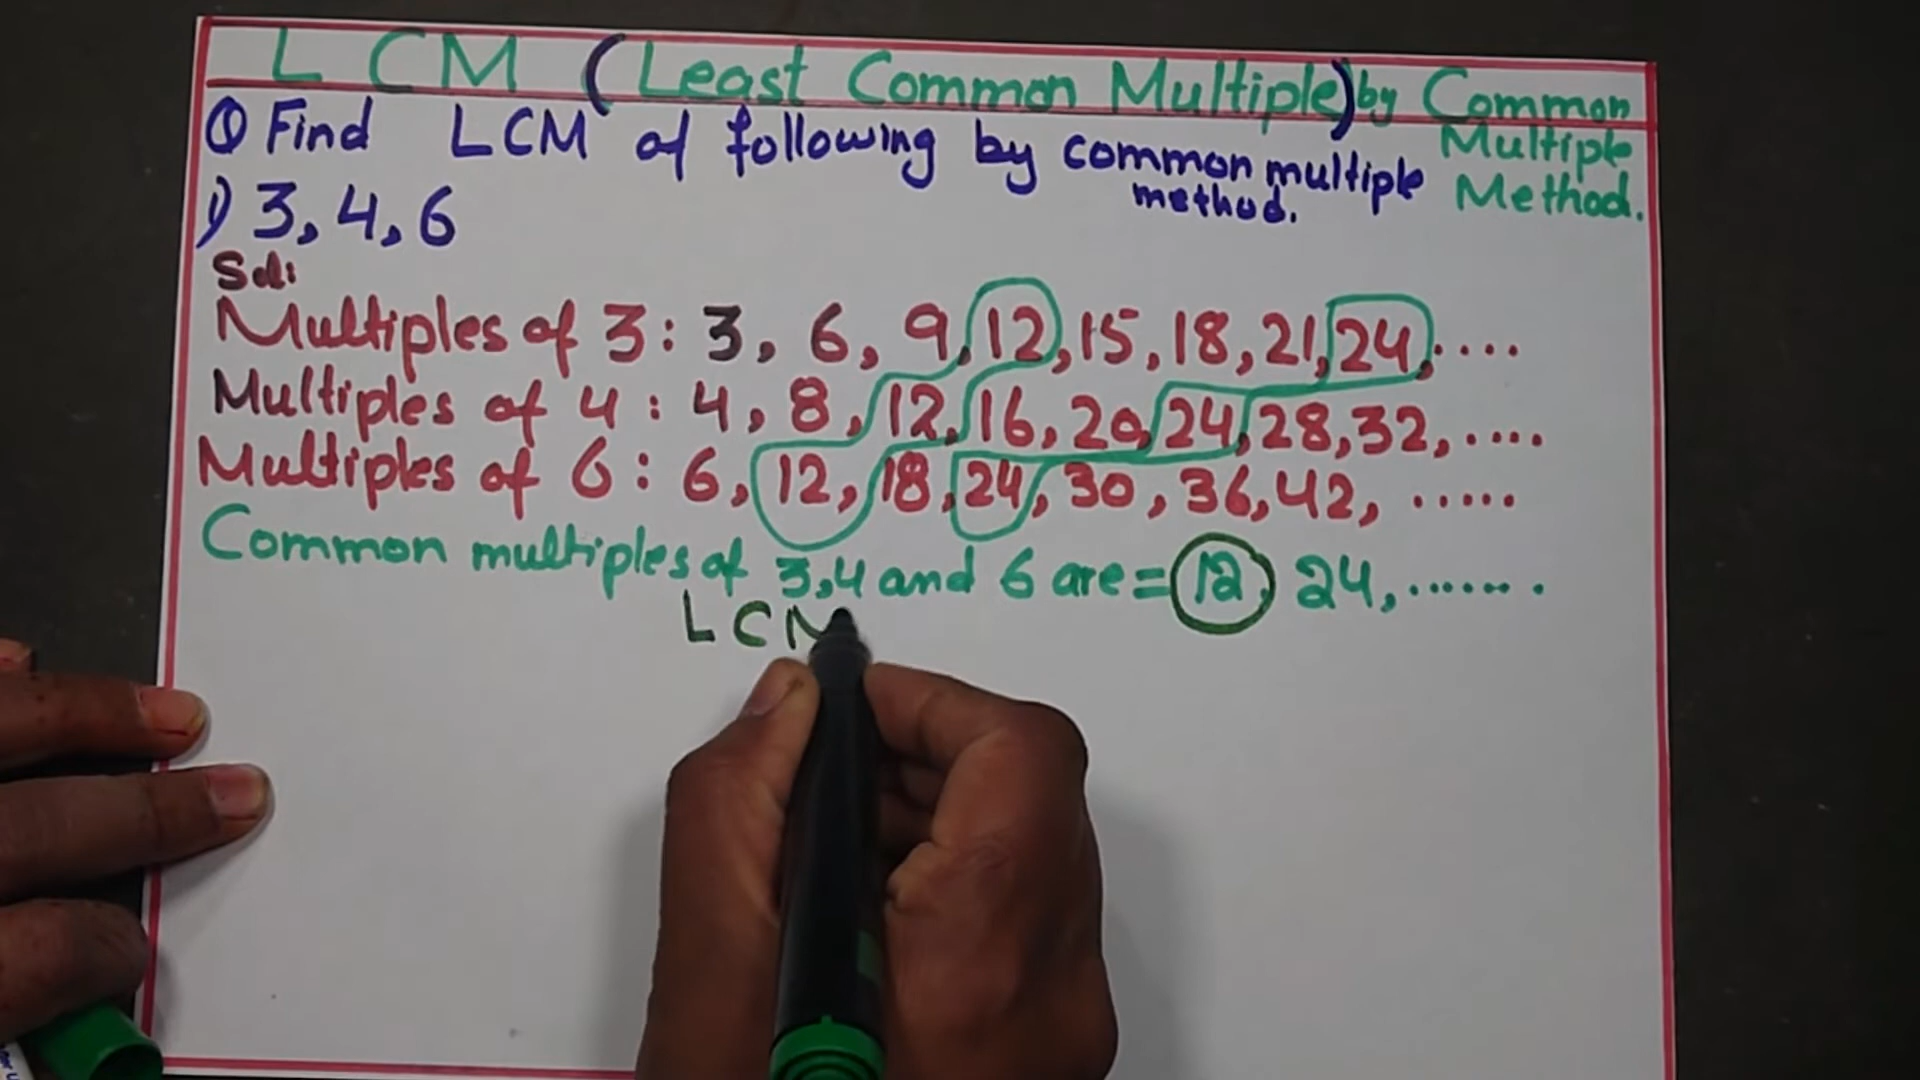 LCM (Least Common Multiple) by Common Multiple Method.
Q Find LCM of following by common multiple method.
1) 3, 4, 6
Sol:
Multiples of 3: 3, 6, 9, 12, 15, 18, 21, 24, ....
Multiples of 4: 4, 8, 12, 16, 20, 24, 28, 32, ....
Multiples of 6: 6, 12, 18, 24, 30, 36, 42, .....
Common multiples of 3,4 and 6 are = 12, 24, .......
LCM